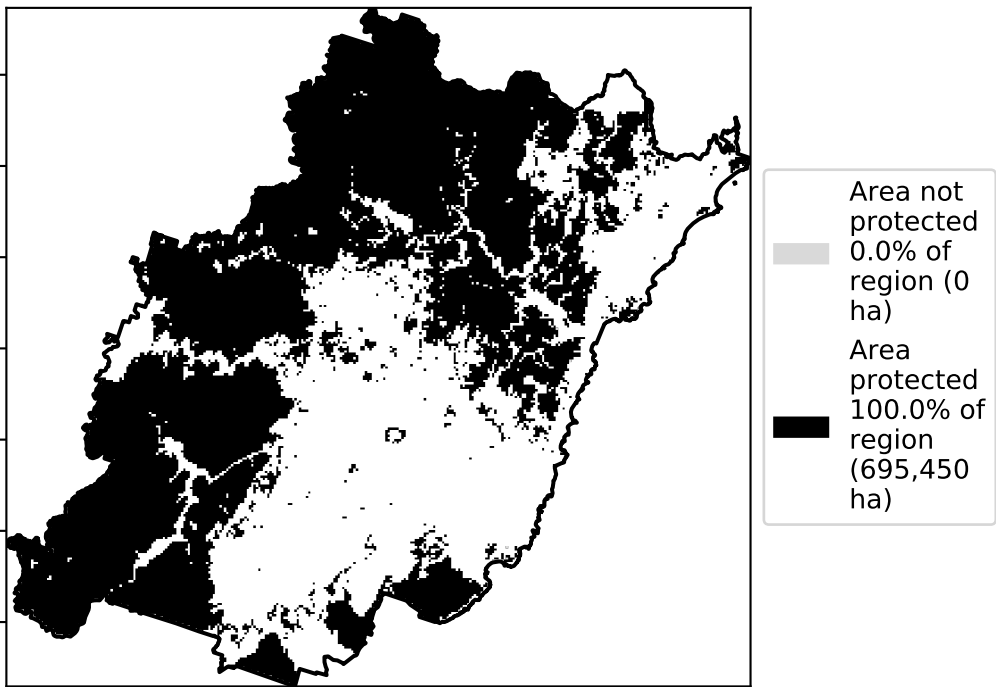 Area not
protected
0.0% of
region (0
ha)
Area
protected
100.0% of
region
(695,450
ha)